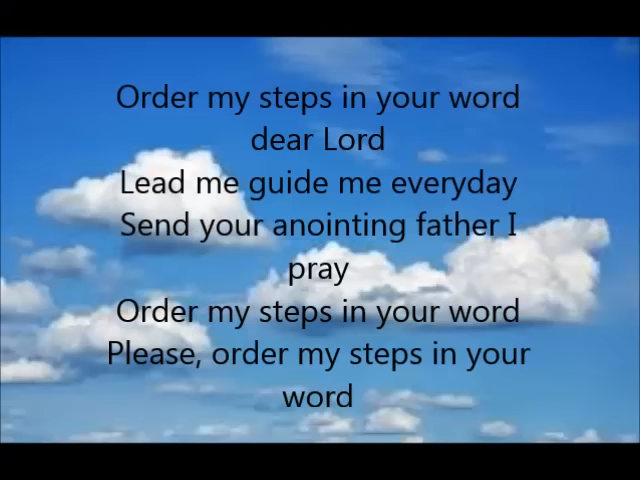 Order my steps in your word
dear Lord
Lead me guide me everyday
Send your anointing father I
pray
Order my steps in your word
Please, order my steps in your
word